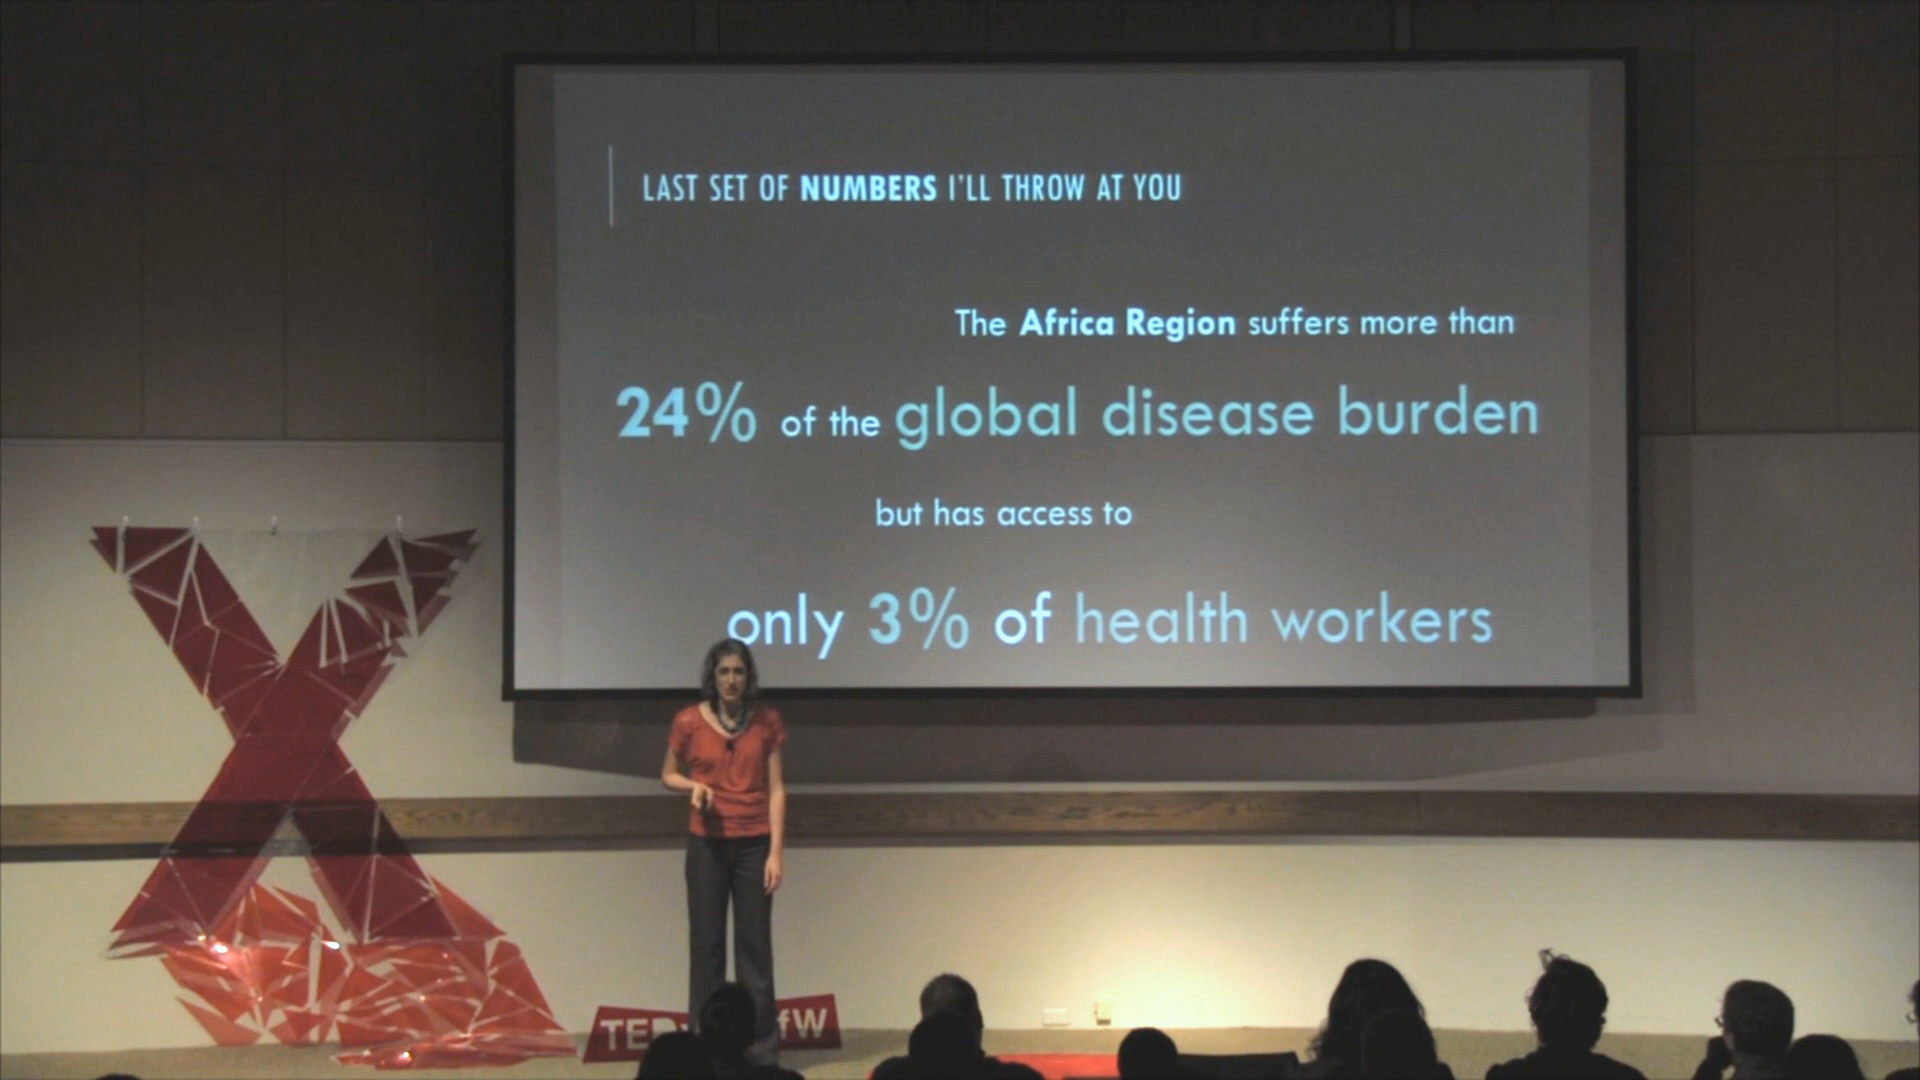 LAST SET OF NUMBERS I'LL THROW AT YOU
The Africa Region suffers more than
24% of the global disease burden
but has access to
only 3% of health workers